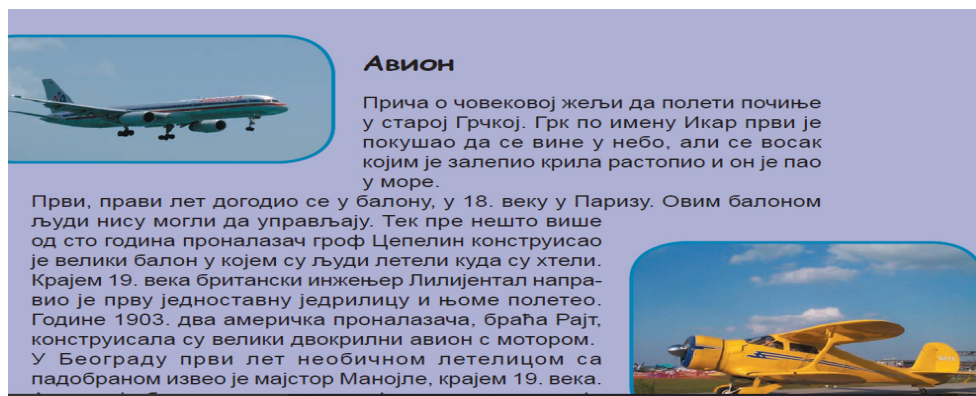 Авион
Прича о човековој жељи да полети почиње
у старој Грчкој. Грк по имену Икар први је
покушао да се вине у небо, али се восак
којим је залепио крила растопио и он је пао
у море.
Први, прави лет догодио се у балону, у 18. веку у Паризу. Овим балоном
људи нису могли да управљају. Тек пре нешто више
од сто година проналазач гроф Цепелин конструисао
је велики балон у којем су људи летели куда су хтели.
Крајем 19. века британски инжењер Лилијентал напра-
вио је прву једноставну једрилицу и њоме полетео.
Године 1903. два америчка проналазача, браћа Рајт,
конструисала су велики двокрилни авион с мотором.
У Београду први лет необичном летелицом са
падобраном извео је мајстор Манојле, крајем 19. века.